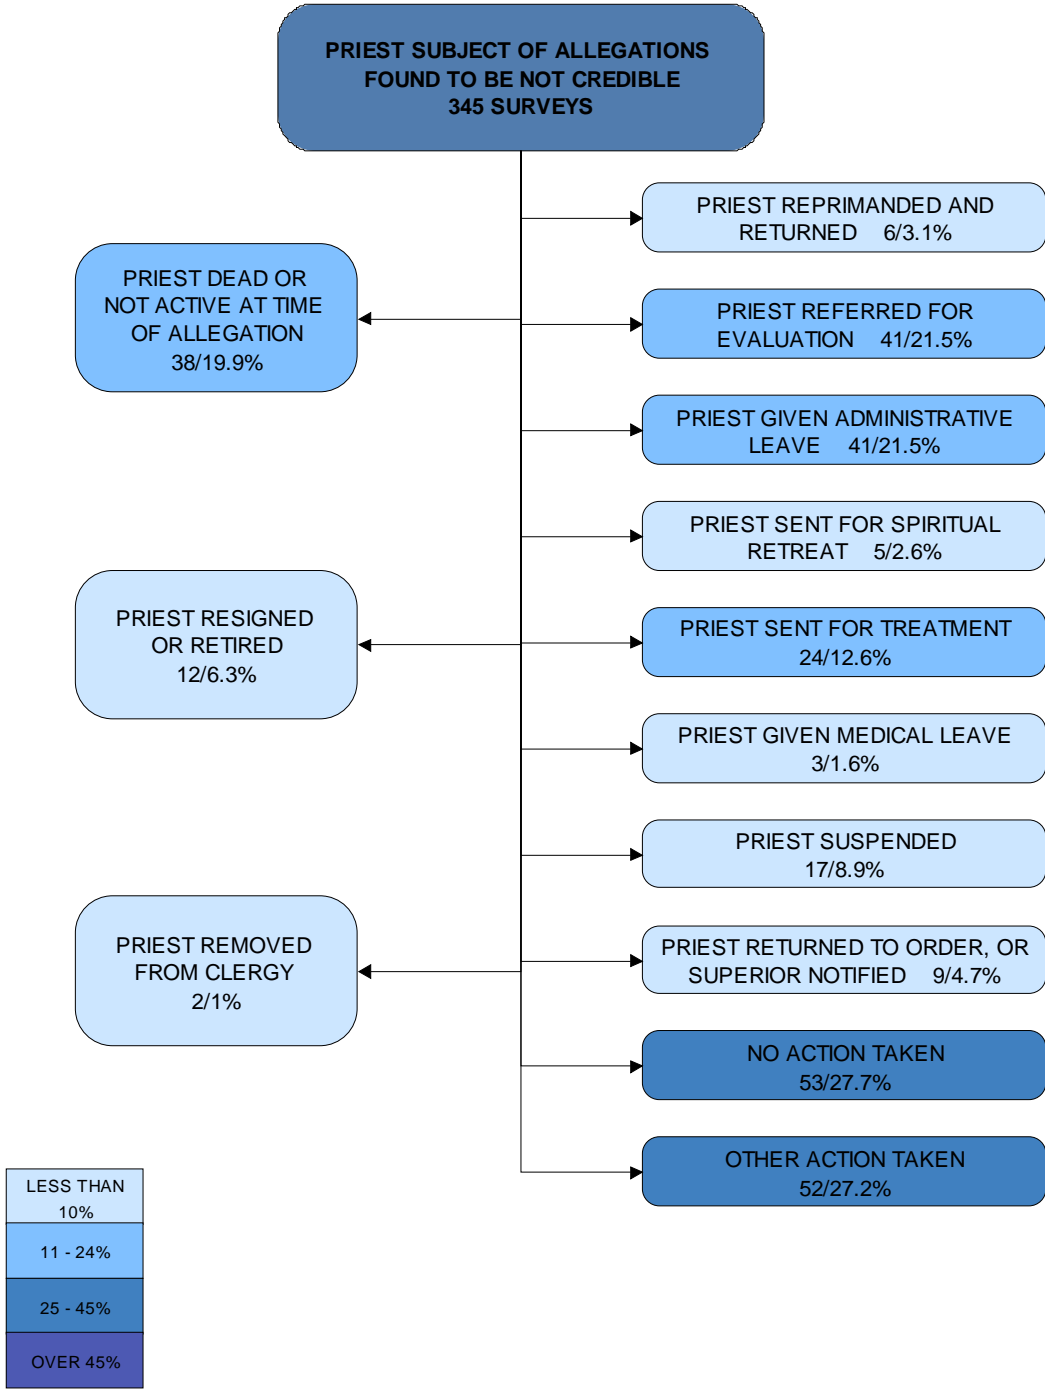 PRIEST SUBJECT OF ALLEGATIONS
FOUND TO BE NOT CREDIBLE
345 SURVEYS
PRIEST REPRIMANDED AND
RETURNED 6/3.1%
PRIEST DEAD OR
NOT ACTIVE AT TIME
OF ALLEGATION
38/19.9%
PRIEST REFERRED FOR
EVALUATION 41/21.5%
PRIEST GIVEN ADMINISTRATIVE
LEAVE 41/21.5%
PRIEST SENT FOR SPIRITUAL
RETREAT 5/2.6%
PRIEST RESIGNED
OR RETIRED
12/6.3%
PRIEST SENT FOR TREATMENT
24/12.6%
PRIEST GIVEN MEDICAL LEAVE
3/1.6%
PRIEST SUSPENDED
17/8.9%
PRIEST REMOVED
FROM CLERGY
2/1%
PRIEST RETURNED TO ORDER, OR
SUPERIOR NOTIFIED 9/4.7%
NO ACTION TAKEN
53/27.7%
OTHER ACTION TAKEN
52/27.2%
LESS THAN
10%
11 - 24%
25 - 45%
OVER 45%